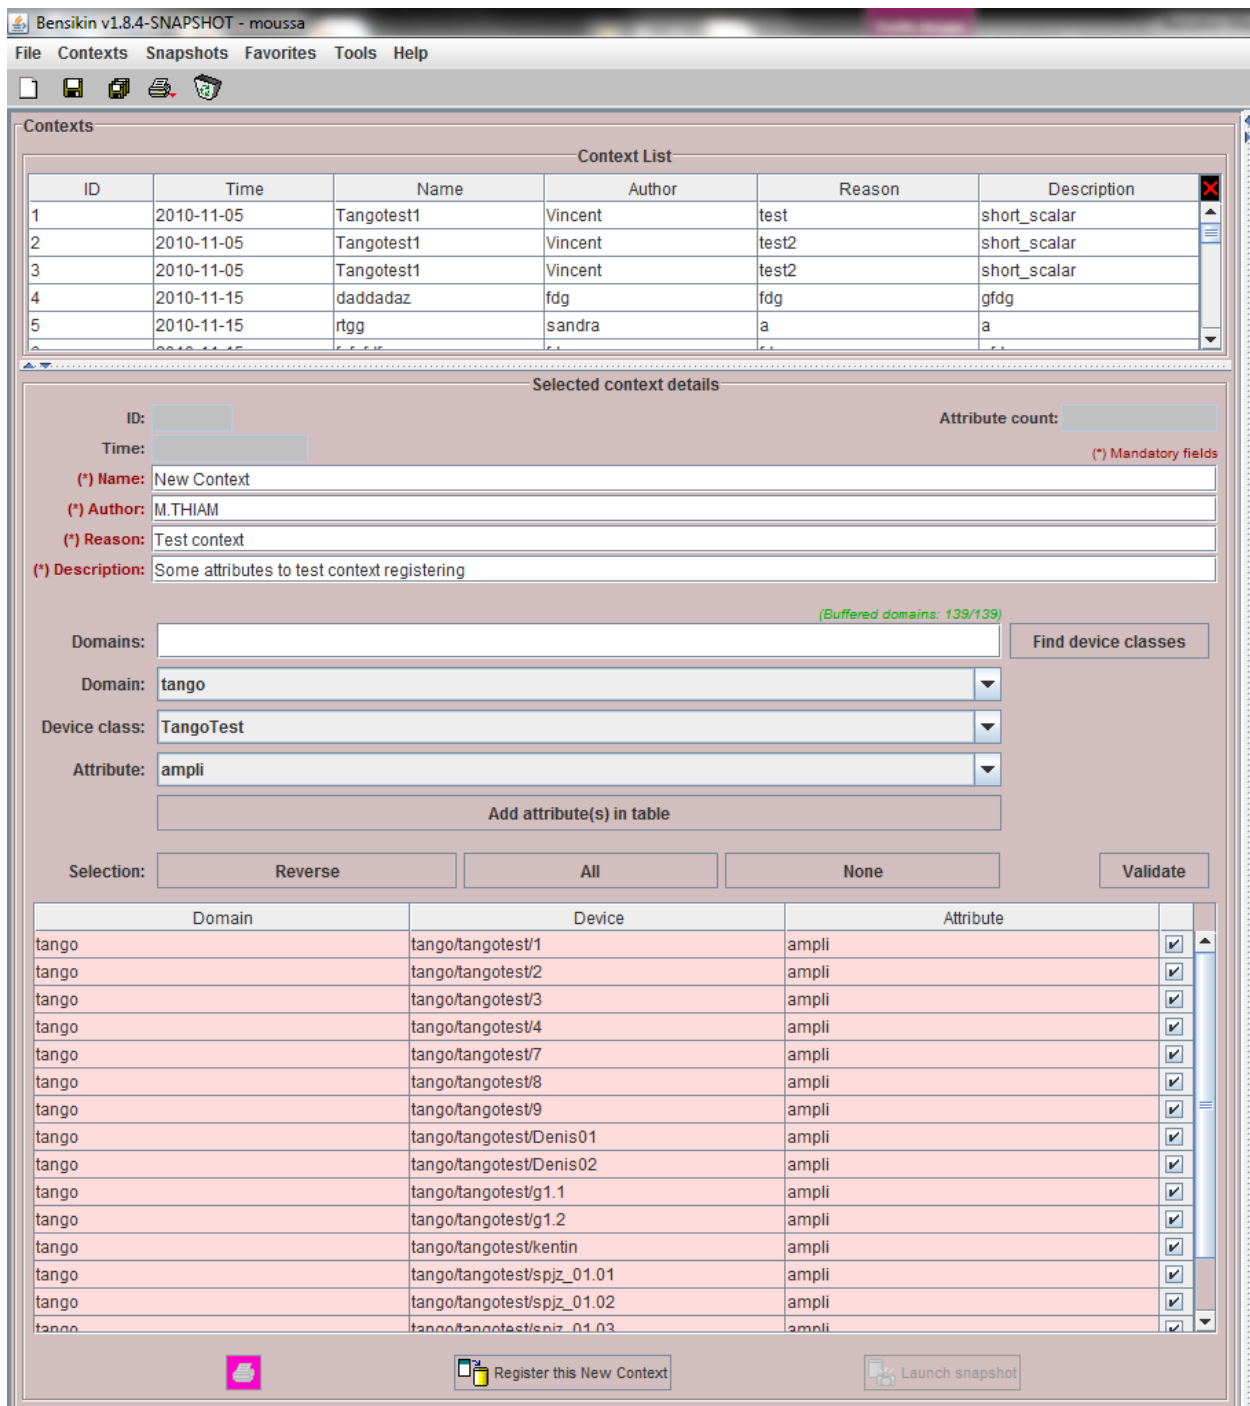 Bensikin v1.8.4-SNAPSHOT - moussa
File Contexts Snapshots Favorites Tools Help
Contexts
Context List
ID Time Name Author Reason Description
1 2010-11-05 Tangotest1 Vincent test short_scalar
2 2010-11-05 Tangotest1 Vincent test2 short_scalar
3 2010-11-05 Tangotest1 Vincent test2 short_scalar
4 2010-11-15 daddadaz fdg fdg gfdg
5 2010-11-15 rtgg sandra a a
Selected context details
ID: Attribute count:
Time: (*) Mandatory fields
(*) Name: New Context
(*) Author: M.THIAM
(*) Reason: Test context
(*) Description: Some attributes to test context registering
(Buffered domains: 139/139)
Domains: Find device classes
Domain: tango
Device class: TangoTest
Attribute: ampli
Add attribute(s) in table
Selection: Reverse All None Validate
Domain Device Attribute
tango tango/tangotest/1 ampli
tango tango/tangotest/2 ampli
tango tango/tangotest/3 ampli
tango tango/tangotest/4 ampli
tango tango/tangotest/7 ampli
tango tango/tangotest/8 ampli
tango tango/tangotest/9 ampli
tango tango/tangotest/Denis01 ampli
tango tango/tangotest/Denis02 ampli
tango tango/tangotest/g1.1 ampli
tango tango/tangotest/g1.2 ampli
tango tango/tangotest/kentin ampli
tango tango/tangotest/spjz_01.01 ampli
tango tango/tangotest/spjz_01.02 ampli
tango tango/tangotest/spjz_01.03 ampli
Register this New Context Launch snapshot